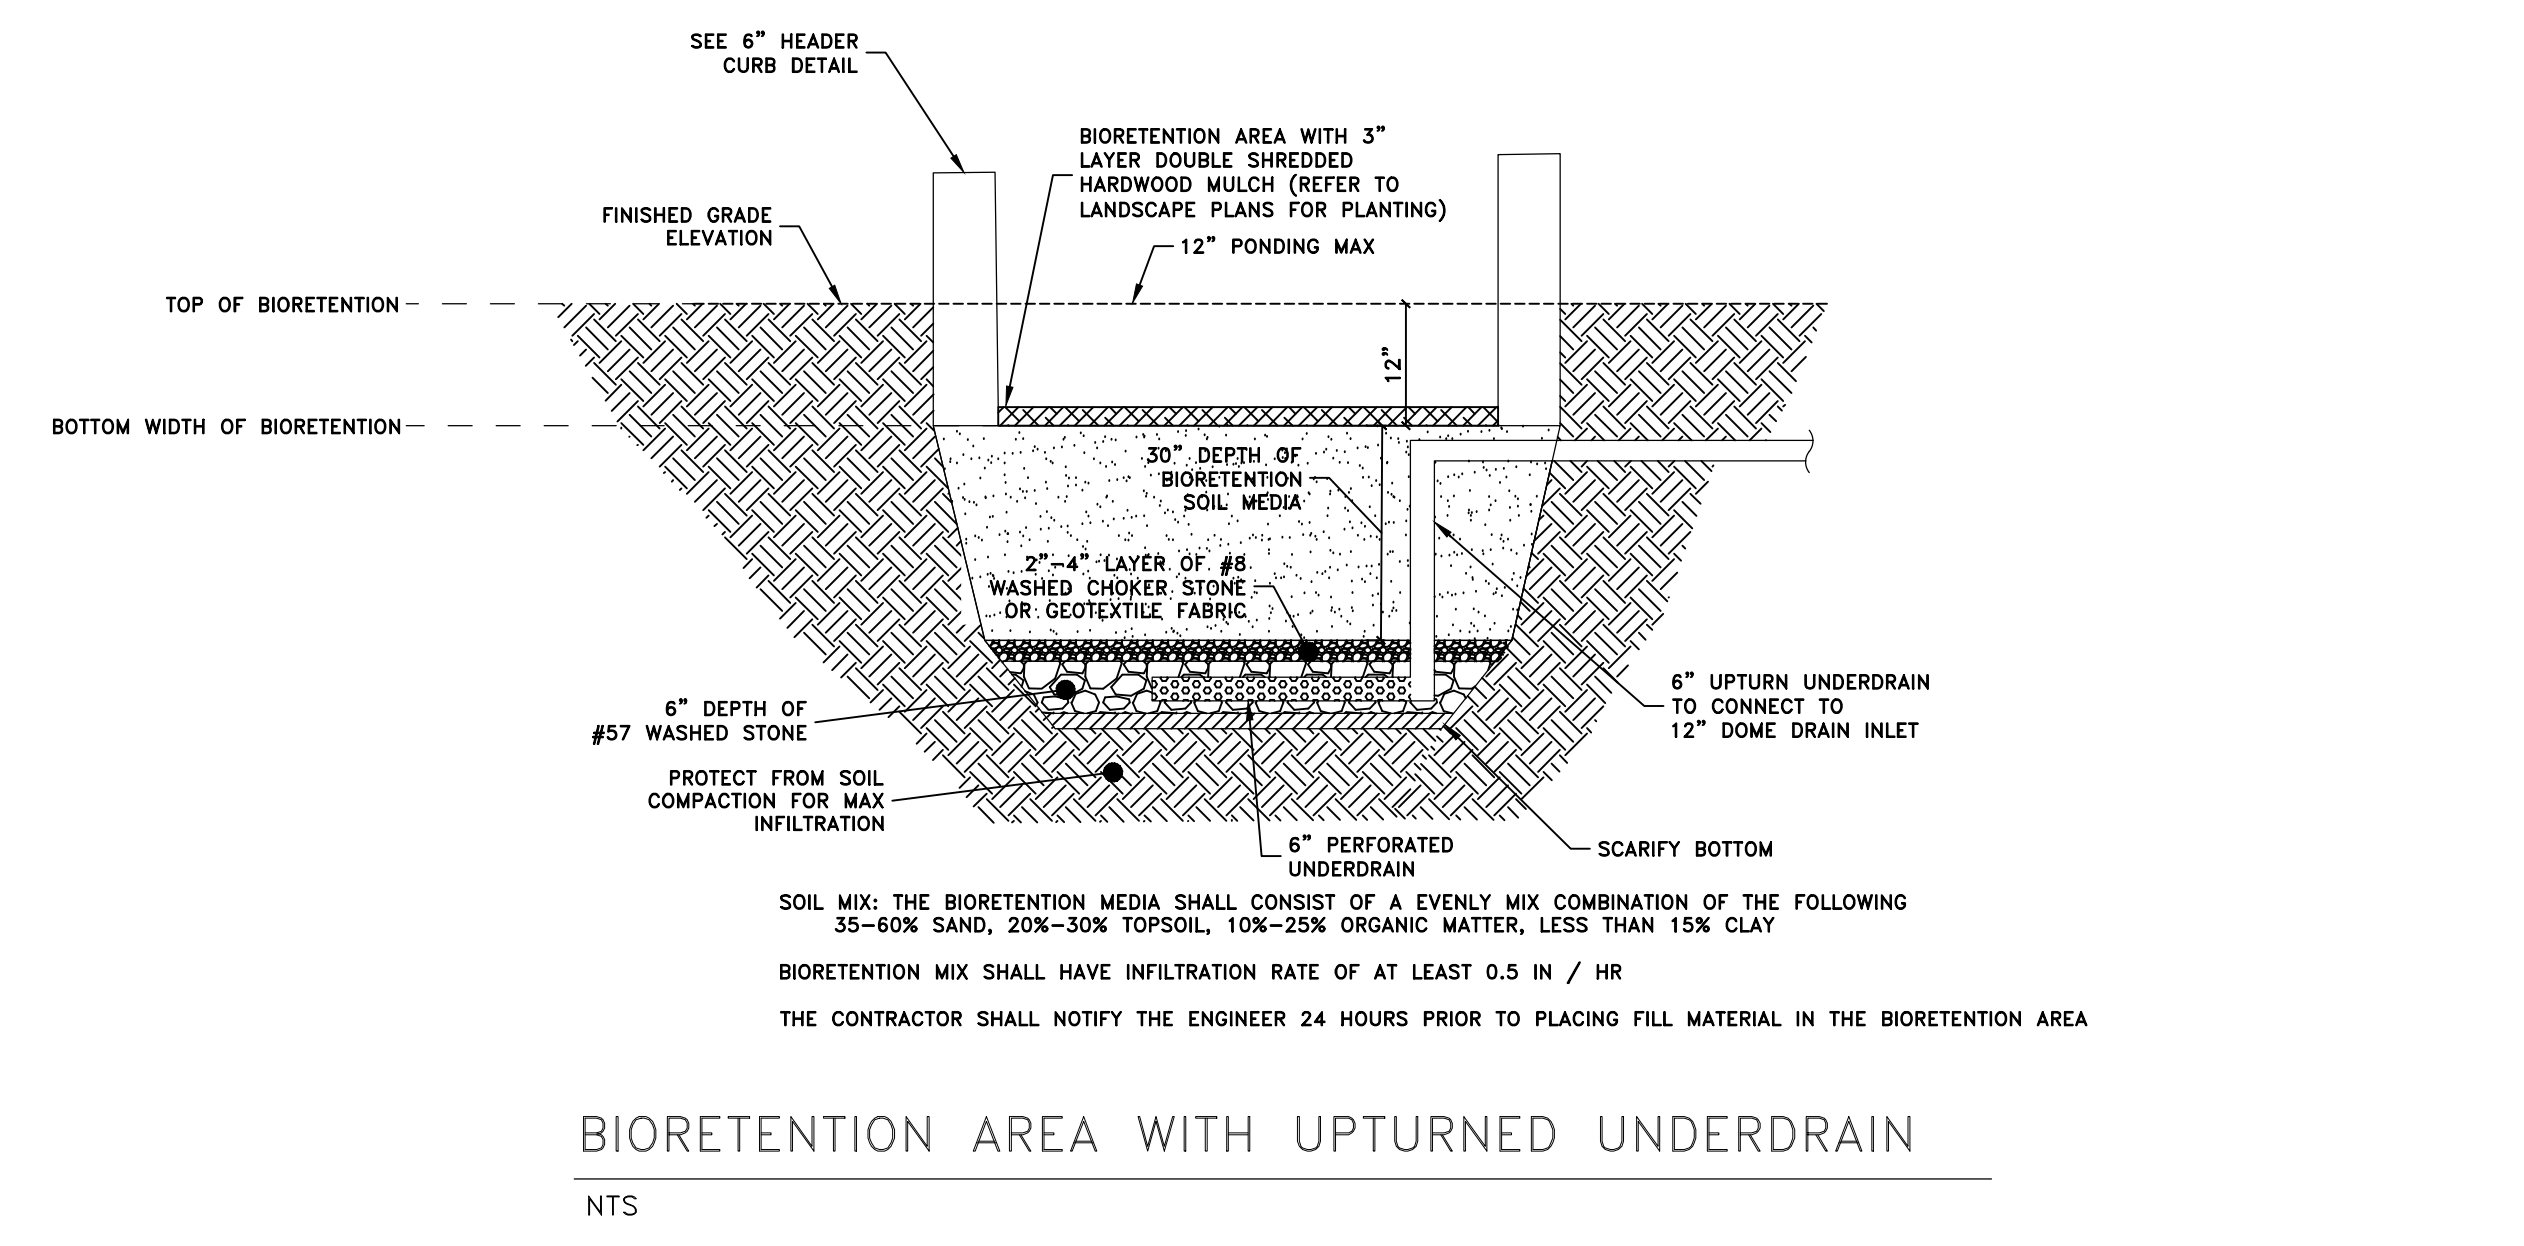 SEE 6” HEADER
CURB DETAIL
BIORETENTION AREA WITH 3”
LAYER DOUBLE SHREDDED
HARDWOOD MULCH (REFER TO
LANDSCAPE PLANS FOR PLANTING)
FINISHED GRADE
ELEVATION
12” PONDING MAX
TOP OF BIORETENTION
12”
BOTTOM WIDTH OF BIORETENTION
30” DEPTH OF
BIORETENTION
SOIL MEDIA
2”–4” LAYER OF #8
WASHED CHOKER STONE
OR GEOTEXTILE FABRIC
6” DEPTH OF
#57 WASHED STONE
6” UPTURN UNDERDRAIN
TO CONNECT TO
12” DOME DRAIN INLET
PROTECT FROM SOIL
COMPACTION FOR MAX
INFILTRATION
6” PERFORATED
UNDERDRAIN
SCARIFY BOTTOM
SOIL MIX: THE BIORETENTION MEDIA SHALL CONSIST OF A EVENLY MIX COMBINATION OF THE FOLLOWING
35–60% SAND, 20%–30% TOPSOIL, 10%–25% ORGANIC MATTER, LESS THAN 15% CLAY
BIORETENTION MIX SHALL HAVE INFILTRATION RATE OF AT LEAST 0.5 IN / HR
THE CONTRACTOR SHALL NOTIFY THE ENGINEER 24 HOURS PRIOR TO PLACING FILL MATERIAL IN THE BIORETENTION AREA
BIORETENTION AREA WITH UPTURNED UNDERDRAIN
NTS